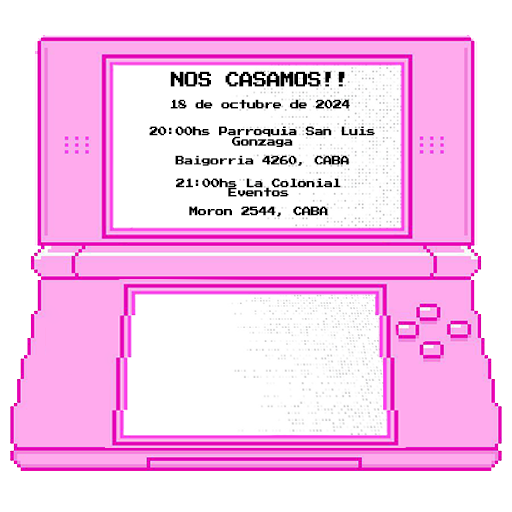 NOS CASAMOS!!
18 de octubre de 2024
20:00hs Parroquia San Luis
Gonzaga
Baigorria 4260, CABA
21:00hs La Colonial
Eventos
Moron 2544, CABA